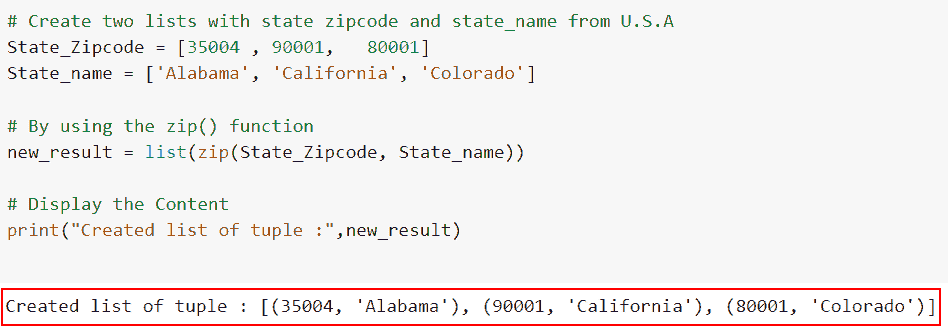 # Create two lists with state zipcode and state_name from U.S.A
State_Zipcode = [35004 , 90001,   80001]
State_name = ['Alabama', 'California', 'Colorado']
# By using the zip() function
new_result = list(zip(State_Zipcode, State_name))
# Display the Content
print("Created list of tuple :",new_result)
Created list of tuple : [(35004, 'Alabama'), (90001, 'California'), (80001, 'Colorado')]